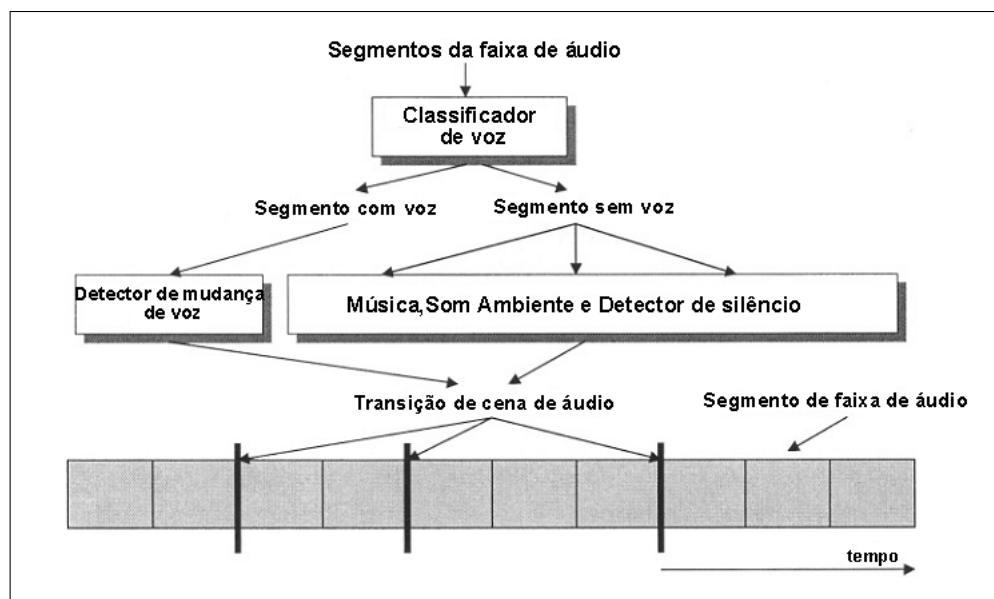 Segmentos da faixa de áudio
Classificador
de voz
Segmento com voz
Segmento sem voz
Detector de mudança
de voz
Música,Som Ambiente e Detector de silêncio
Transição de cena de áudio
Segmento de faixa de áudio
tempo